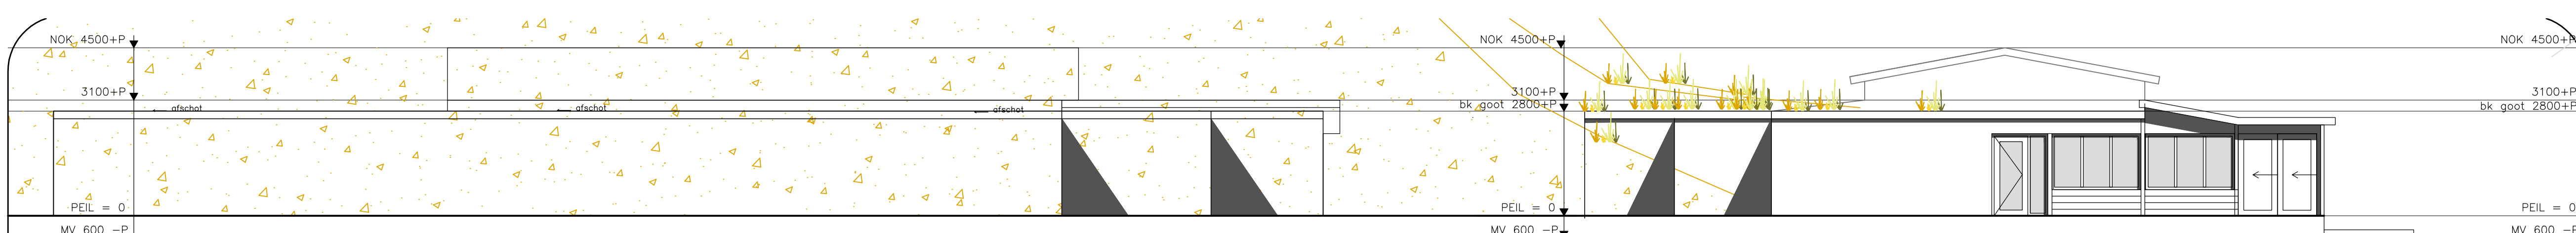 NOK 4500+P
3100+P
afschot
afschot
afschot
PEIL = 0
MV 600 -P
NOK 4500+P
3100+P
bk goot 2800+P
PEIL = 0
MV 600 -P
NOK 4500+P
3100+P
bk goot 2800+P
PEIL = 0
MV 600 -P